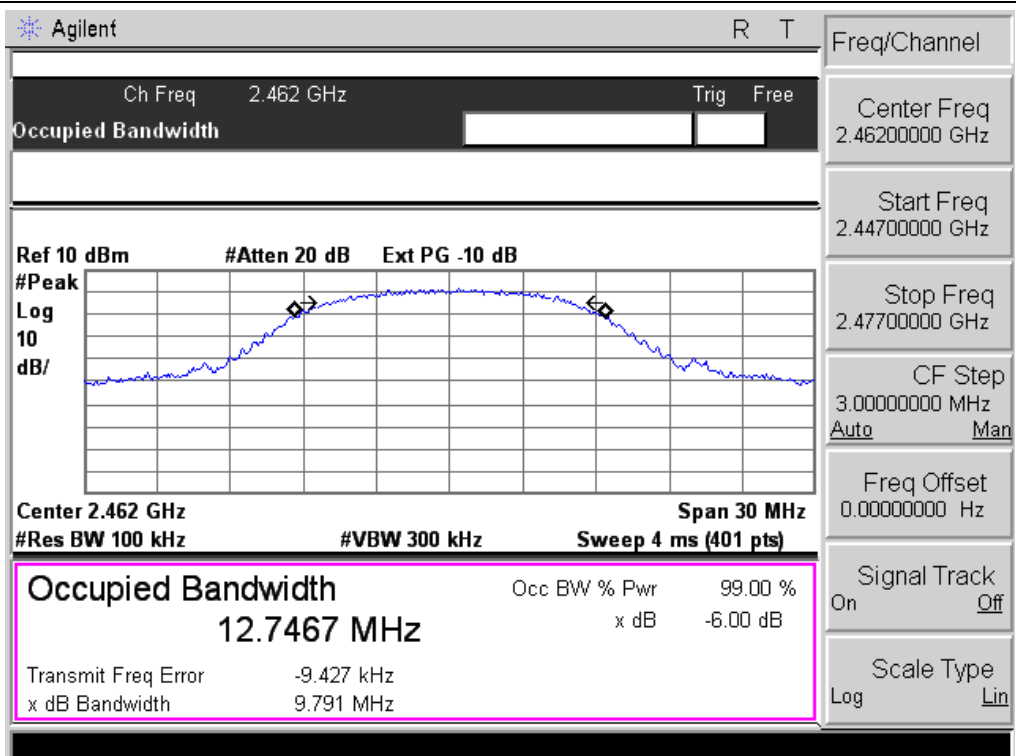 Agilent R T
Ch Freq 2.462 GHz Trig Free
Occupied Bandwidth
Ref 10 dBm #Atten 20 dB Ext PG -10 dB
#Peak
Log
10
dB/
Center 2.462 GHz Span 30 MHz
#Res BW 100 kHz #VBW 300 kHz Sweep 4 ms (401 pts)
Occupied Bandwidth
12.7467 MHz
Occ BW % Pwr 99.00 %
x dB -6.00 dB
Transmit Freq Error -9.427 kHz
x dB Bandwidth 9.791 MHz
Freq/Channel
Center Freq
2.46200000 GHz
Start Freq
2.44700000 GHz
Stop Freq
2.47700000 GHz
CF Step
3.00000000 MHz
Auto Man
Freq Offset
0.00000000 Hz
Signal Track
On Off
Scale Type
Log Lin